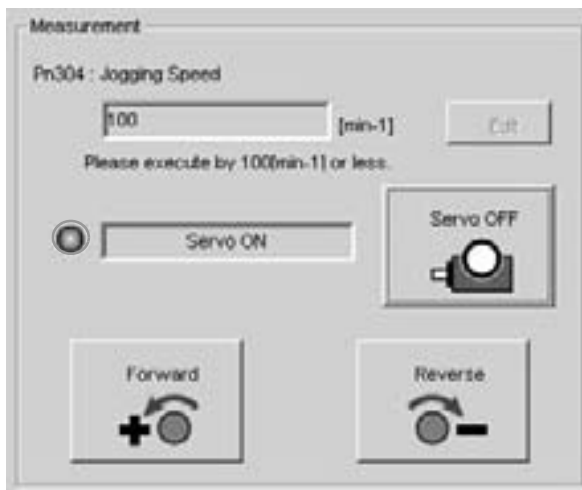 Measurement
Pn304 : Jogging Speed
100 [min-1] Edit
Please execute by 100[min-1] or less.
Servo ON
Servo OFF
Forward
Reverse